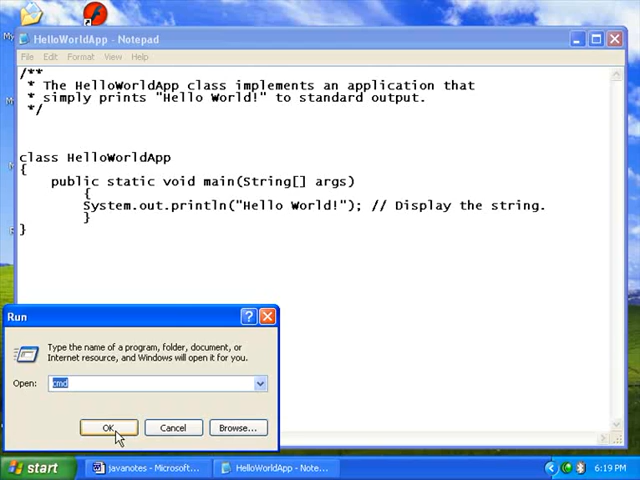 HelloWorldApp - Notepad
File Edit Format View Help
/**
* The HelloWorldApp class implements an application that
* simply prints "Hello World!" to standard output.
*/
class HelloWorldApp
{
public static void main(String[] args)
{
System.out.println("Hello World!"); // Display the string.
}
}
Run
Type the name of a program, folder, document, or
Internet resource, and Windows will open it for you.
Open: cmd
OK Cancel Browse...
start javanotes - Microsoft... HelloWorldApp - Note... 6:19 PM